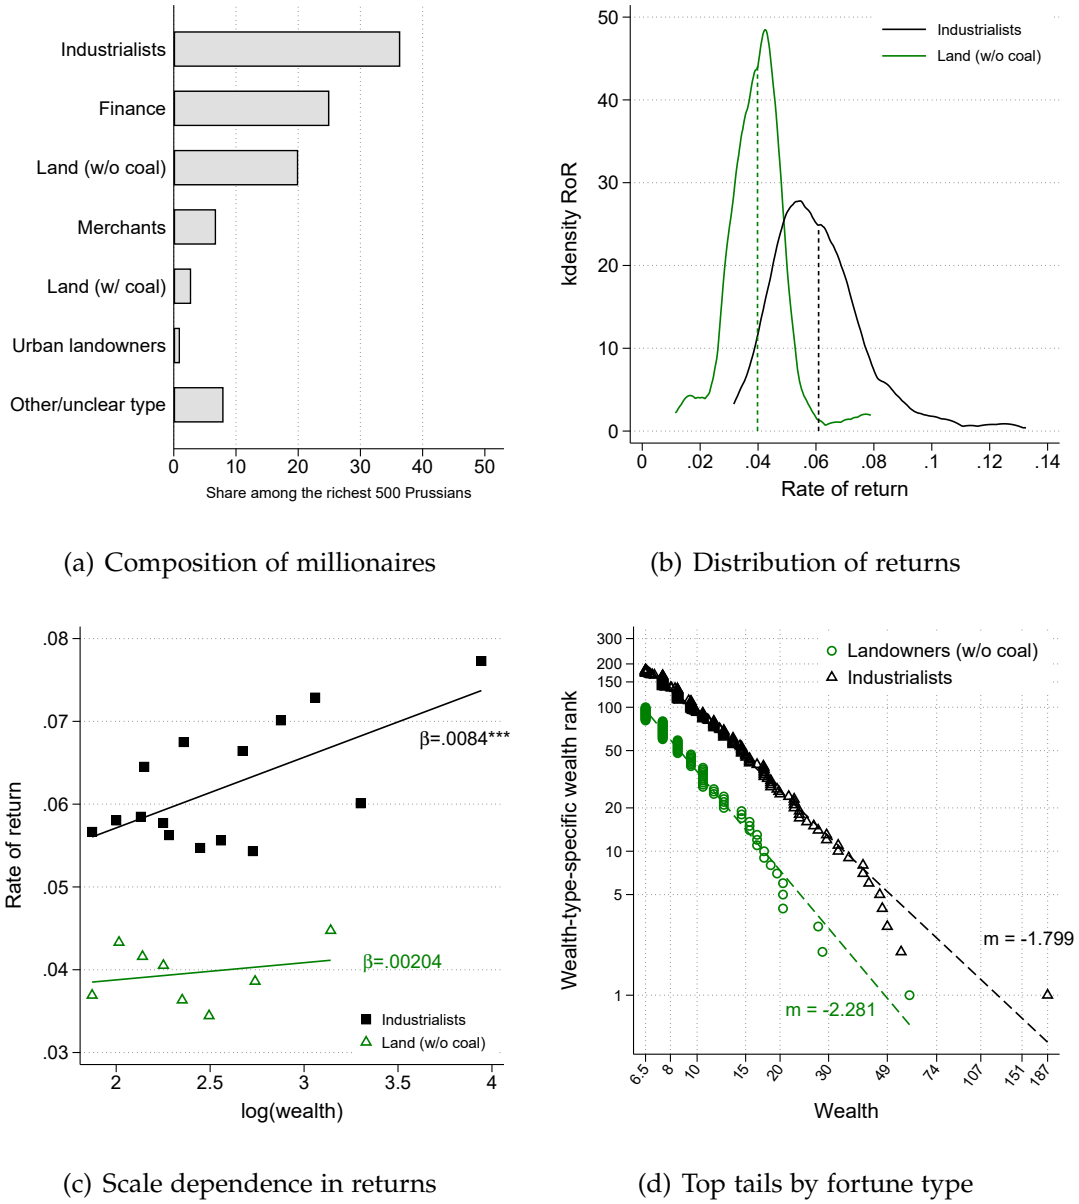 Industrialists
Finance
Land (w/o coal)
Merchants
Land (w/ coal)
Urban landowners
Other/unclear type
0 10 20 30 40 50
Share among the richest 500 Prussians
(a) Composition of millionaires
50
40
30
20
10
0
kdensity RoR
Industrialists
Land (w/o coal)
0 .02 .04 .06 .08 .1 .12 .14
Rate of return
(b) Distribution of returns
.08
.07
.06
.05
.04
.03
Rate of return
β=.0084***
β=.00204
Industrialists
Land (w/o coal)
2 2.5 3 3.5 4
log(wealth)
(c) Scale dependence in returns
300
200
150
100
50
20
10
5
1
Wealth-type-specific wealth rank
Landowners (w/o coal)
Industrialists
m = -1.799
m = -2.281
6.5 8 10 15 20 30 49 74 107 151 187
Wealth
(d) Top tails by fortune type